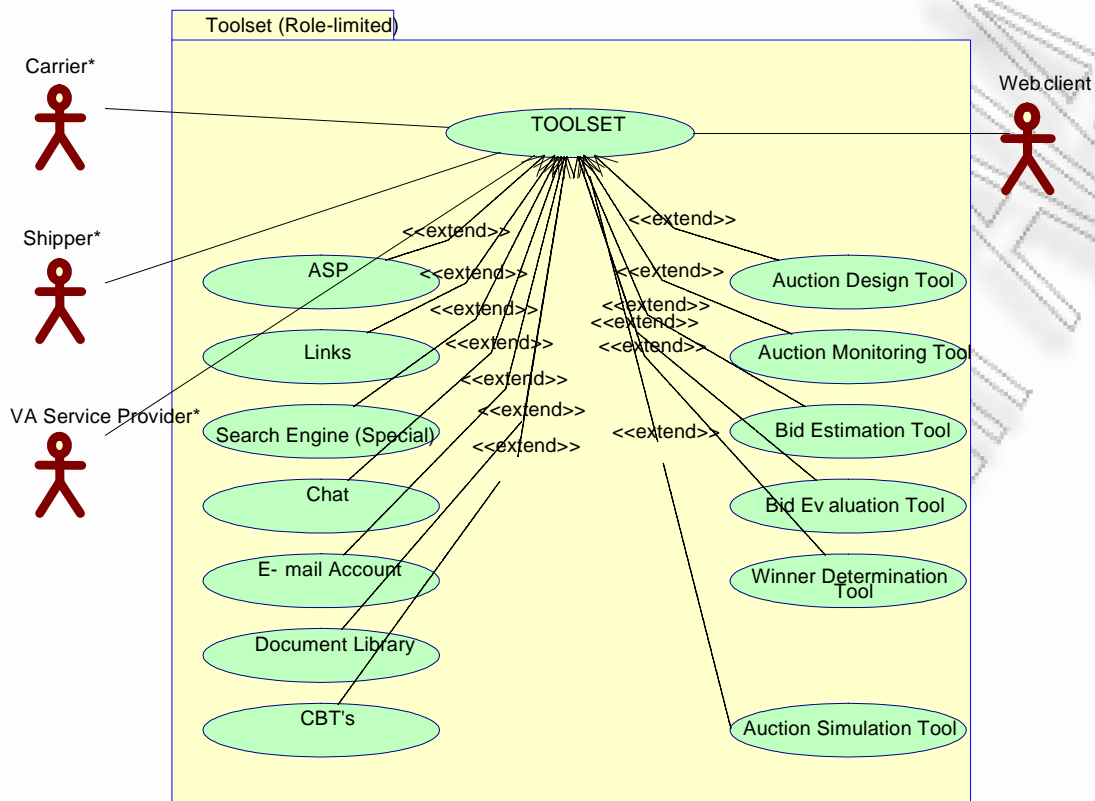 Toolset (Role-limited)
Carrier*
Web client
TOOLSET
<<extend>>
<<extend>>
Shipper*
ASP
<<extend>>
<<extend>>
Auction Design Tool
<<extend>>
<<extend>>
<<extend>>
<<extend>>
<<extend>>
Links
Auction Monitoring Tool
<<extend>>
<<extend>>
VA Service Provider*
Search Engine (Special)
<<extend>>
<<extend>>
Bid Estimation Tool
Chat
Bid Ev aluation Tool
E- mail Account
Winner Determination
Tool
Document Library
CBT's
Auction Simulation Tool